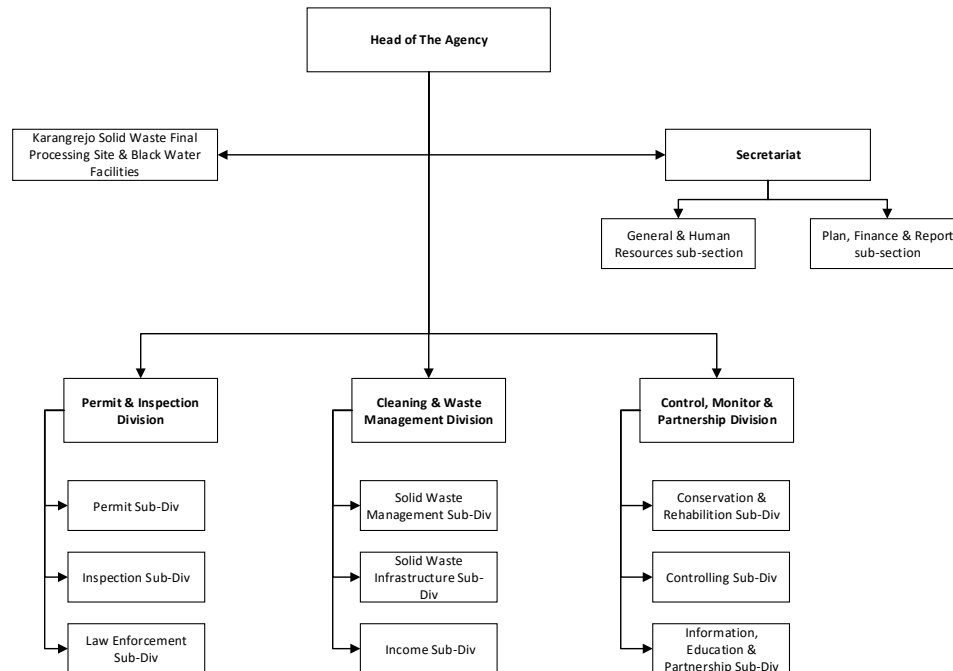 Head of The Agency
Karangrejo Solid Waste Final
Processing Site & Black Water
Facilities
Secretariat
General & Human
Resources sub-section
Plan, Finance & Report
sub-section
Permit & Inspection
Division
Cleaning & Waste
Management Division
Control, Monitor &
Partnership Division
Permit Sub-Div
Solid Waste
Management Sub-Div
Conservation &
Rehabilition Sub-Div
Inspection Sub-Div
Solid Waste
Infrastructure Sub-
Div
Controlling Sub-Div
Law Enforcement
Sub-Div
Income Sub-Div
Information,
Education &
Partnership Sub-Div